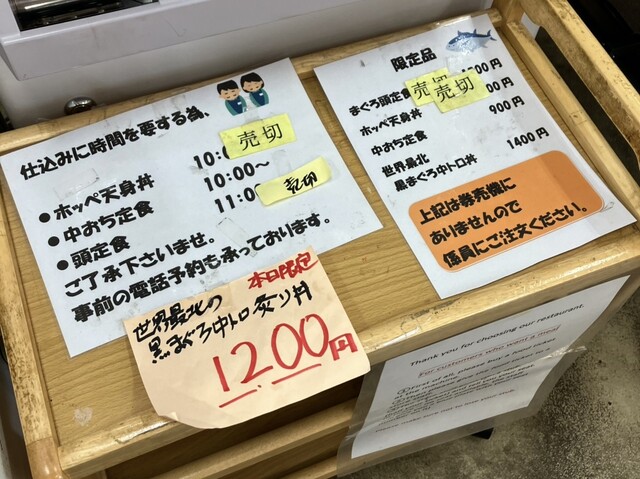 仕込みに時間を要する為、
売切
●ホッペ天身丼 10:0
●中おち定食 10:00～
●頭定食 11:0
売切
ご了承下さいませ。
事前の電話予約も承っております。
限定品
まぐろ頭定食 売切 00円
ホッペ天身丼 売切 00円
中おち定食 900円
世界最北
黒まぐろ中トロ丼 1400円
上記は券売機に
ありませんので
係員にご注文ください。
本日限定
世界最北の
黒まぐろ中トロ炙り丼
1200円
Thank you for choosing our restaurant.
For customers who want a meal